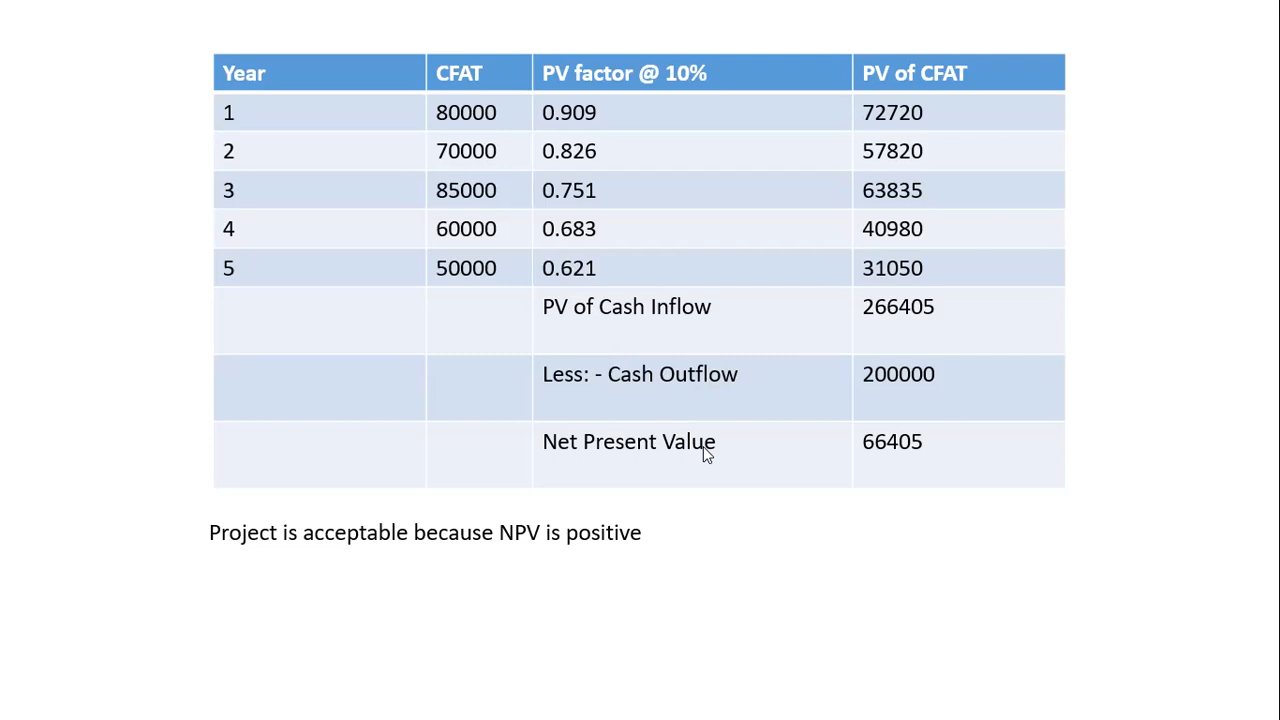 Year CFAT PV factor @ 10% PV of CFAT
1 80000 0.909 72720
2 70000 0.826 57820
3 85000 0.751 63835
4 60000 0.683 40980
5 50000 0.621 31050
PV of Cash Inflow 266405
Less: - Cash Outflow 200000
Net Present Value 66405
Project is acceptable because NPV is positive